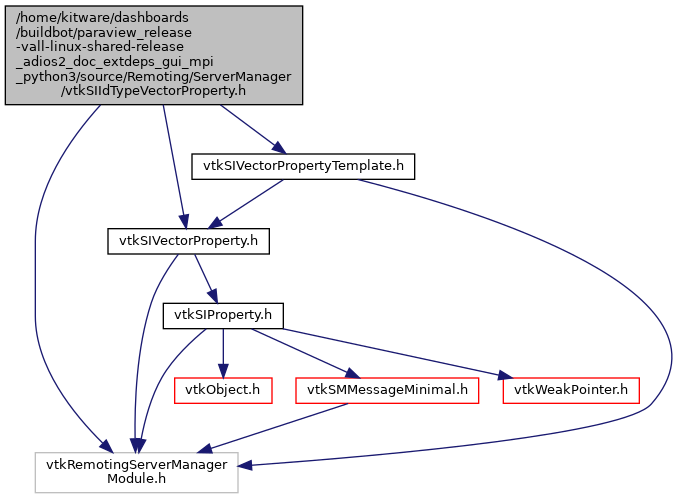 /home/kitware/dashboards
/buildbot/paraview_release
-vall-linux-shared-release
_adios2_doc_extdeps_gui_mpi
_python3/source/Remoting/ServerManager
/vtkSIIdTypeVectorProperty.h
vtkSIVectorPropertyTemplate.h
vtkSIVectorProperty.h
vtkSIProperty.h
vtkObject.h
vtkSMMessageMinimal.h
vtkWeakPointer.h
vtkRemotingServerManager
Module.h